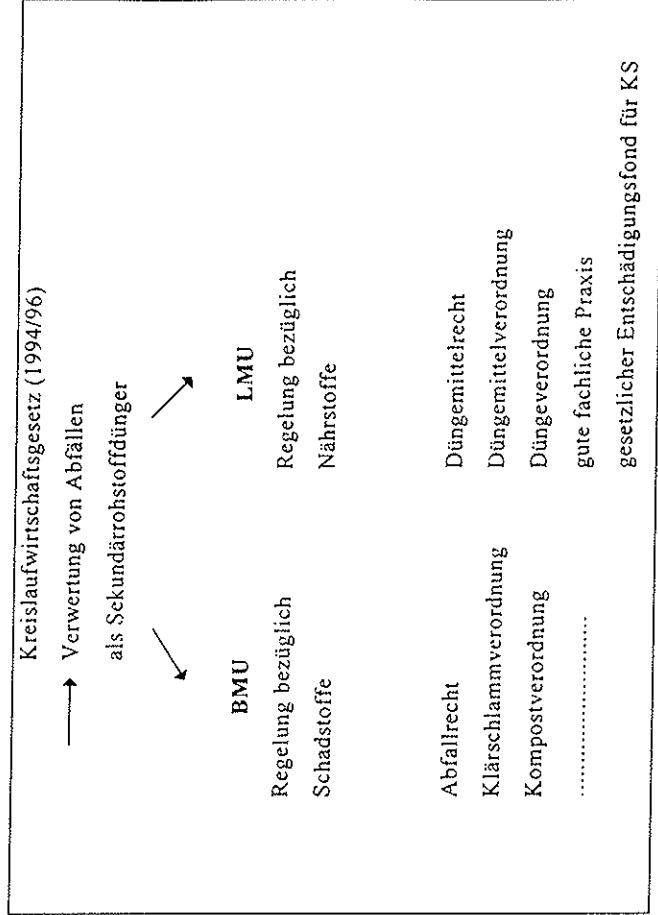 Kreislaufwirtschaftsgesetz (1994/96)
→ Verwertung von Abfällen
als Sekundärrohstoffdünger
BMU
Regelung bezüglich
Schadstoffe
Abfallrecht
Klärschlammverordnung
Kompostverordnung
........................
LMU
Regelung bezüglich
Nährstoffe
Düngemittelrecht
Düngemittelverordnung
Düngeverordnung
gute fachliche Praxis
gesetzlicher Entschädigungsfond für KS